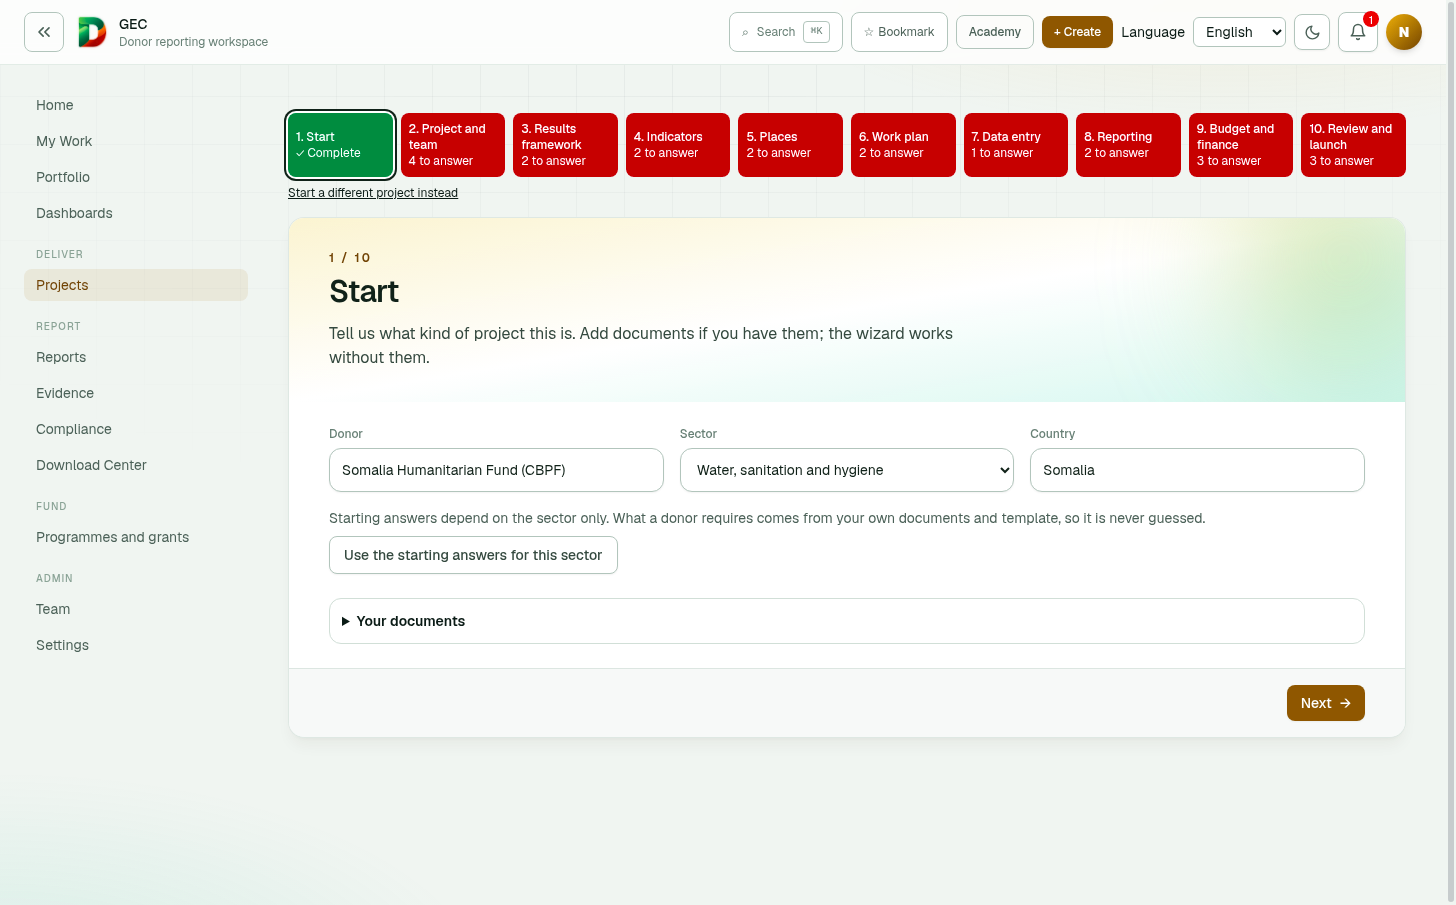 GEC
Donor reporting workspace
Search ⌘K
☆ Bookmark
Academy
+ Create
Language
English
1
N
Home
My Work
Portfolio
Dashboards
DELIVER
Projects
REPORT
Reports
Evidence
Compliance
Download Center
FUND
Programmes and grants
ADMIN
Team
Settings
1. Start
✓ Complete
2. Project and
team
4 to answer
3. Results
framework
2 to answer
4. Indicators
2 to answer
5. Places
2 to answer
6. Work plan
2 to answer
7. Data entry
1 to answer
8. Reporting
2 to answer
9. Budget and
finance
3 to answer
10. Review and
launch
3 to answer
Start a different project instead
1 / 10
Start
Tell us what kind of project this is. Add documents if you have them; the wizard works
without them.
Donor
Somalia Humanitarian Fund (CBPF)
Sector
Water, sanitation and hygiene
Country
Somalia
Starting answers depend on the sector only. What a donor requires comes from your own documents and template, so it is never guessed.
Use the starting answers for this sector
Your documents
Next →